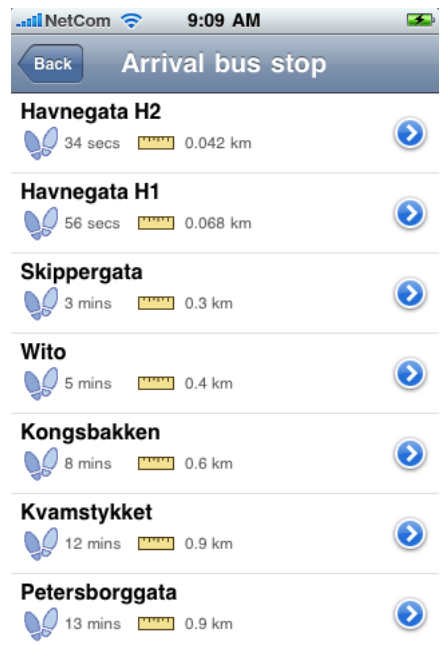 NetCom 9:09 AM
Back Arrival bus stop
Havnegata H2
34 secs 0.042 km
Havnegata H1
56 secs 0.068 km
Skippergata
3 mins 0.3 km
Wito
5 mins 0.4 km
Kongsbakken
8 mins 0.6 km
Kvamstykket
12 mins 0.9 km
Petersborggata
13 mins 0.9 km